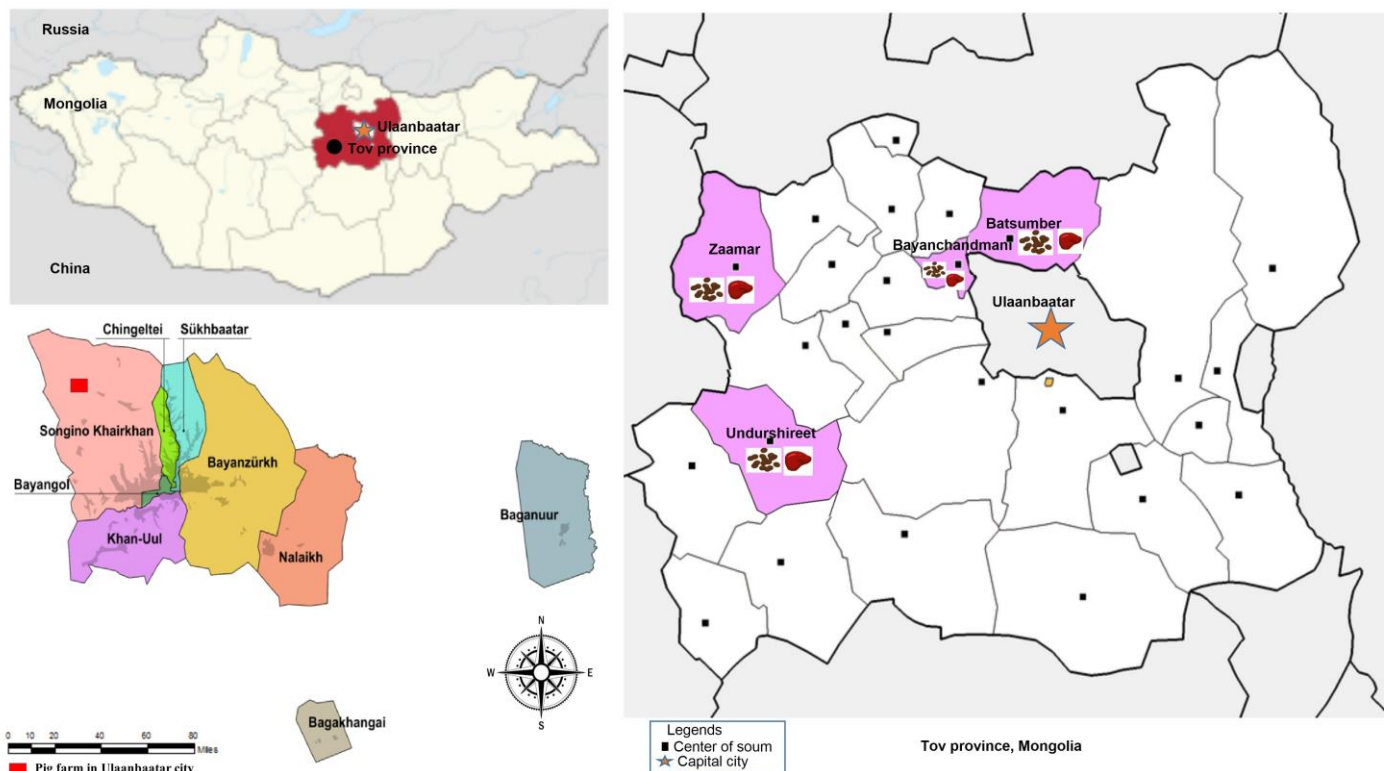 Russia
Mongolia
Ulaanbaatar
Tov province
China
Chingeltei
Sükhbaatar
Songino Khairkhan
Bayangol
Bayanzürkh
Khan-Uul
Nalaikh
Baganuur
Bagakhangai
N
W
E
S
0 10 20 40 60 80
Miles
Pig farm in Ulaanbaatar city
Batsumber
Bayanchandmani
Zaamar
Ulaanbaatar
Undurshireet
Legends
Center of soum
Capital city
Tov province, Mongolia